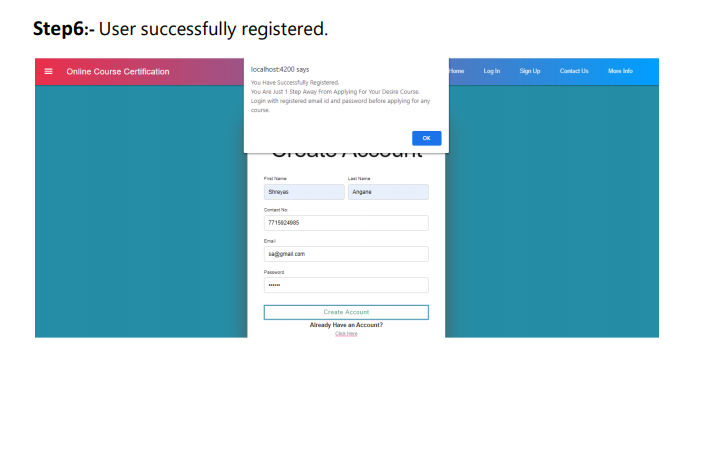 Step6:- User successfully registered.
Online Course Certification
localhost:4200 says
Home Log In Sign Up Contact Us More Info
You Have Successfully Registered.
You Are Just 1 Step Away From Applying For Your Desire Course.
Login with registered email id and password before applying for any
course.
OK
Create Account
First Name Last Name
Shreyas Angane
Contact No:
7715924985
Email
sa@gmail.com
Password
••••••
Create Account
Already Have an Account?
Click Here